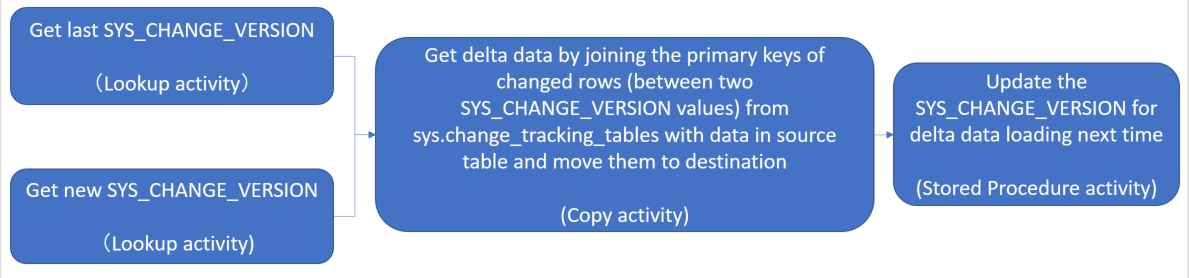 Get last SYS_CHANGE_VERSION
（Lookup activity）
Get new SYS_CHANGE_VERSION
（Lookup activity)
Get delta data by joining the primary keys of
changed rows (between two
SYS_CHANGE_VERSION values) from
sys.change_tracking_tables with data in source
table and move them to destination
(Copy activity)
Update the
SYS_CHANGE_VERSION for
delta data loading next time
(Stored Procedure activity)